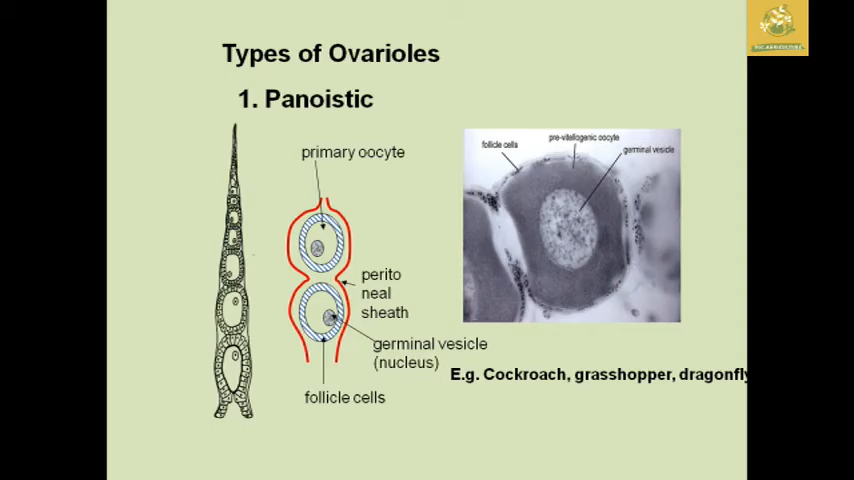 Types of Ovarioles
1. Panoistic
primary oocyte
perito
neal
sheath
germinal vesicle
(nucleus)
follicle cells
follicle cells
pre-vitellogenic oocyte
germinal vesicle
E.g. Cockroach, grasshopper, dragonfly